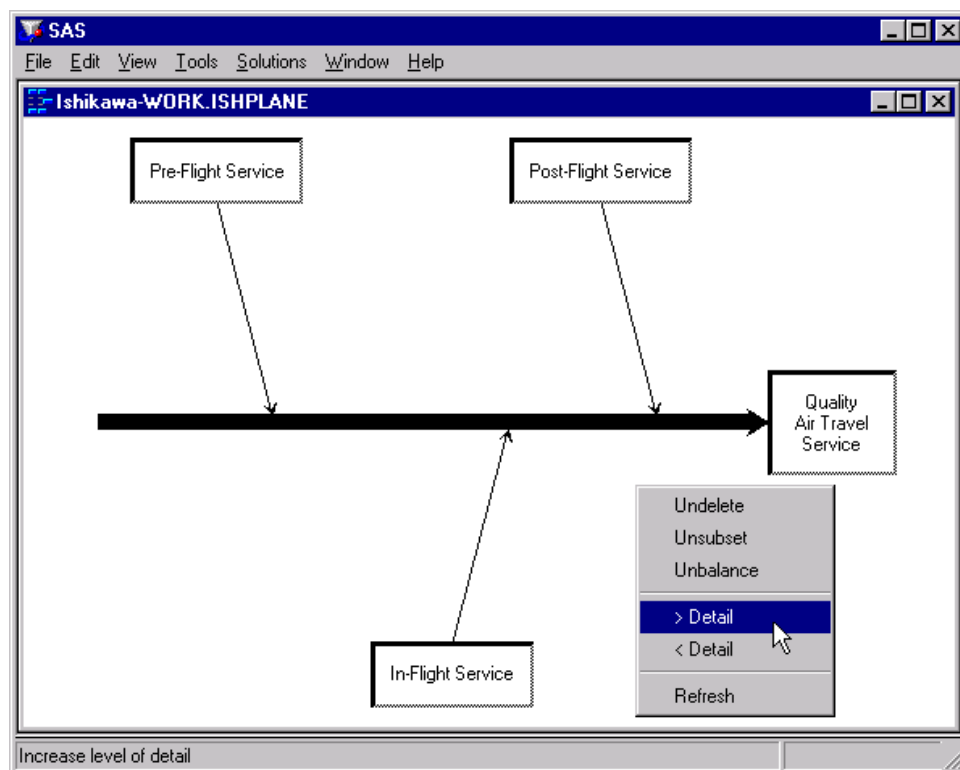 SAS
File Edit View Tools Solutions Window Help
Ishikawa-WORK.ISHPLANE
Pre-Flight Service
Post-Flight Service
Quality
Air Travel
Service
In-Flight Service
Undelete
Unsubset
Unbalance
> Detail
< Detail
Refresh
Increase level of detail